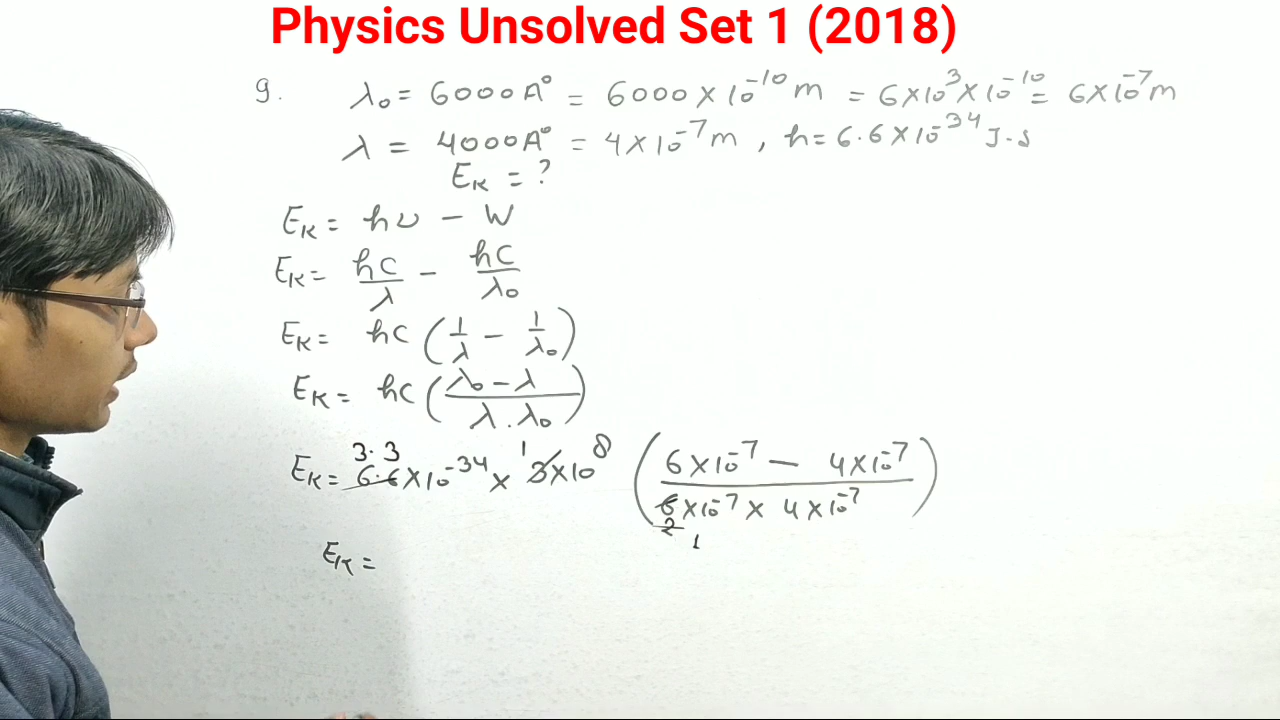 Physics Unsolved Set 1 (2018)
9. λ₀ = 6000A° = 6000 × 10⁻¹⁰ m = 6×10³×10⁻¹⁰ = 6×10⁻⁷m
λ = 4000A° = 4×10⁻⁷m , h = 6.6×10⁻³⁴ J-s
Eₖ = ?
Eₖ = hυ − W
Eₖ = hc/λ − hc/λ₀
Eₖ = hc (1/λ − 1/λ₀)
Eₖ = hc (λ₀ − λ / λ . λ₀)
3.3 1
Eₖ = 6.6×10⁻³⁴ × 3×10⁸ (6×10⁻⁷ − 4×10⁻⁷ / 6×10⁻⁷ × 4×10⁻⁷)
2 1
Eₖ =